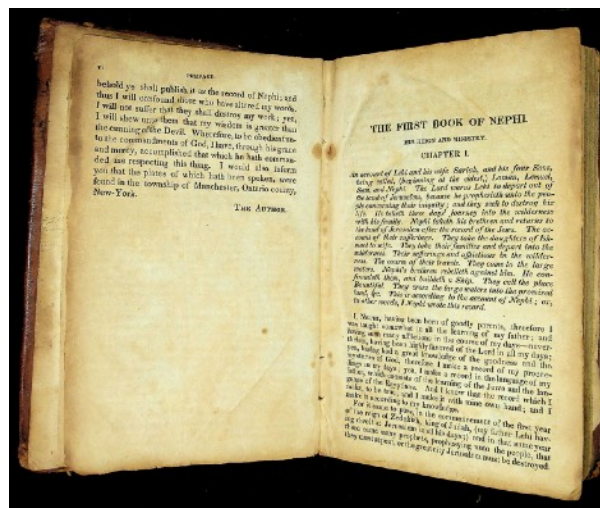 iv
PREFACE.
behold ye shall publish it as the record of Nephi; and
thus I will confound those who have altered my words.
I will not suffer that they shall destroy my work; yea,
I will shew unto them that my wisdom is greater than
the cunning of the Devil. Wherefore, to be obedient un-
to the commandments of God, I have, through his grace
and mercy, accomplished that which he hath comman-
ded me respecting this thing. I would also inform
you that the plates of which hath been spoken, were
found in the township of Manchester, Ontario county,
New-York.
THE AUTHOR.
THE FIRST BOOK OF NEPHI.
HIS REIGN AND MINISTRY.
CHAPTER I.
An account of Lehi and his wife Sariah, and his four Sons,
being called, (beginning at the eldest,) Laman, Lemuel,
Sam, and Nephi. The Lord warns Lehi to depart out of
the land of Jerusalem, because he prophesieth unto the peo-
ple concerning their iniquity; and they seek to destroy his
life. He taketh three days' journey into the wilderness
with his family. Nephi taketh his brethren and returns to
the land of Jerusalem after the record of the Jews. The ac-
count of their sufferings. They take the daughters of Ish-
mael to wife. They take their families and depart into the
wilderness. Their sufferings and afflictions in the wilder-
ness. The course of their travels. They come to the large
waters. Nephi's brethren rebelleth against him. He con-
foundeth them, and buildeth a Ship. They call the place
Bountiful. They cross the large waters into the promised
land, &c. This is according to the account of Nephi; or,
in other words, I Nephi wrote this record.
I, NEPHI, having been born of goodly parents, therefore I
was taught somewhat in all the learning of my father; and
having seen many afflictions in the course of my days—never-
theless, having been highly favored of the Lord in all my days;
yea, having had a great knowledge of the goodness and the
mysteries of God, therefore I make a record of my procee-
dings in my days; yea, I make a record in the language of my
father, which consists of the learning of the Jews and the lan-
guage of the Egyptians. And I know that the record which I
make, to be true; and I make it with mine own hand; and I
make it according to my knowledge.
For it came to pass, in the commencement of the first year
of the reign of Zedekiah, king of Judah, (my father Lehi hav-
ing dwelt at Jerusalem in all his days;) and in that same year
there came many prophets, prophesying unto the people, that
they must repent, or the great city Jerusalem must be destroyed.